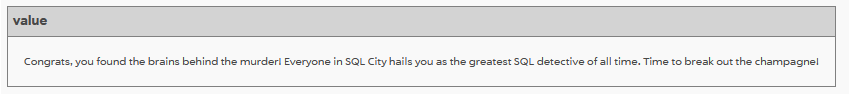 value
Congrats, you found the brains behind the murder! Everyone in SQL City hails you as the greatest SQL detective of all time. Time to break out the champagne!